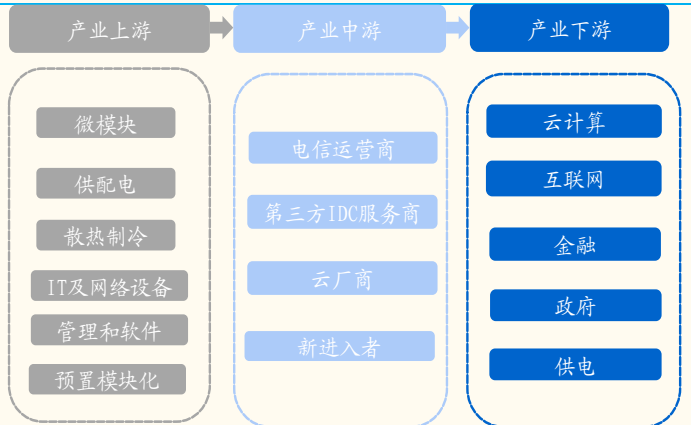 产业上游
产业中游
产业下游
微模块
供配电
散热制冷
IT及网络设备
管理和软件
预置模块化
电信运营商
第三方IDC服务商
云厂商
新进入者
云计算
互联网
金融
政府
供电